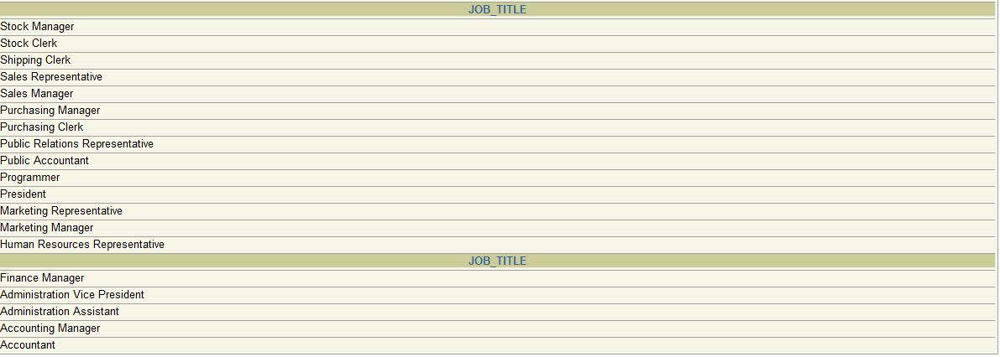 JOB_TITLE
Stock Manager
Stock Clerk
Shipping Clerk
Sales Representative
Sales Manager
Purchasing Manager
Purchasing Clerk
Public Relations Representative
Public Accountant
Programmer
President
Marketing Representative
Marketing Manager
Human Resources Representative
JOB_TITLE
Finance Manager
Administration Vice President
Administration Assistant
Accounting Manager
Accountant